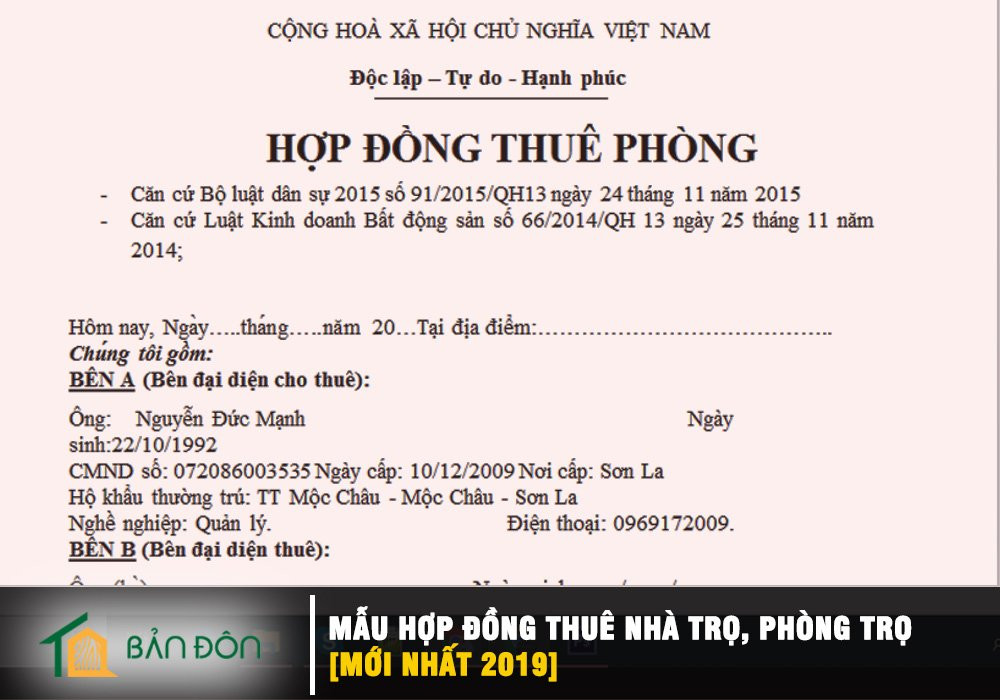 CỘNG HOÀ XÃ HỘI CHỦ NGHĨA VIỆT NAM
Độc lập – Tự do - Hạnh phúc
HỢP ĐỒNG THUÊ PHÒNG
- Căn cứ Bộ luật dân sự 2015 số 91/2015/QH13 ngày 24 tháng 11 năm 2015
- Căn cứ Luật Kinh doanh Bất động sản số 66/2014/QH 13 ngày 25 tháng 11 năm
2014;
Hôm nay, Ngày…..tháng…..năm 20…Tại địa điểm:…………………………………..
Chúng tôi gồm:
BÊN A (Bên đại diện cho thuê):
Ông: Nguyễn Đức Mạnh Ngày
sinh:22/10/1992
CMND số: 072086003535 Ngày cấp: 10/12/2009 Nơi cấp: Sơn La
Hộ khẩu thường trú: TT Mộc Châu - Mộc Châu - Sơn La
Nghề nghiệp: Quản lý. Điện thoại: 0969172009.
BÊN B (Bên đại diện thuê):
BẢN ĐÔN
MẪU HỢP ĐỒNG THUÊ NHÀ TRỌ, PHÒNG TRỌ
[MỚI NHẤT 2019]